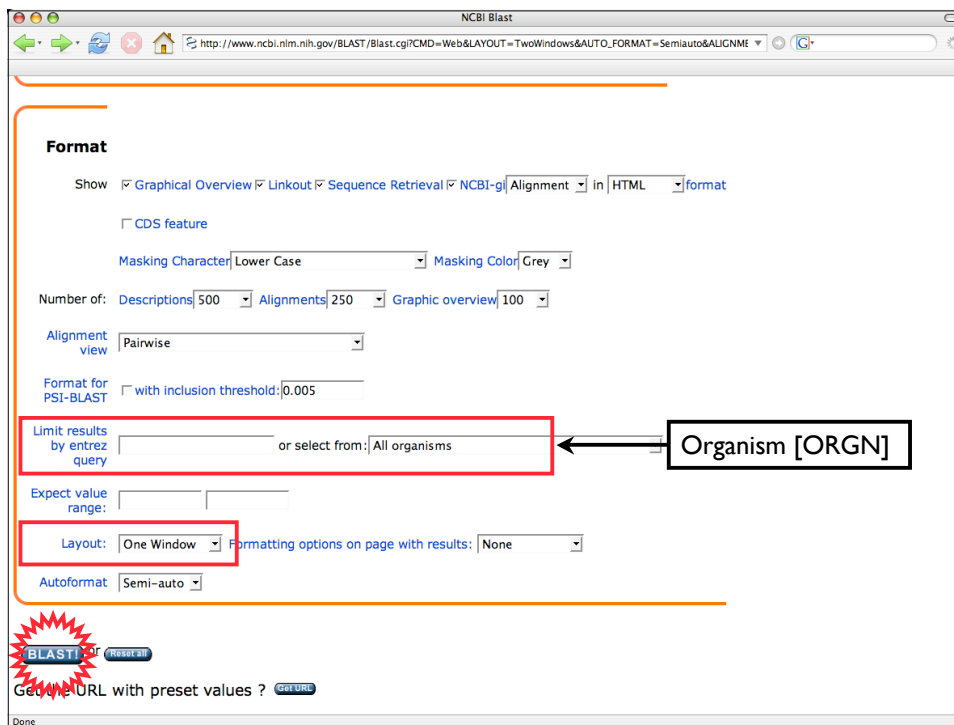 NCBI Blast
http://www.ncbi.nlm.nih.gov/BLAST/Blast.cgi?CMD=Web&LAYOUT=TwoWindows&AUTO_FORMAT=Semiauto&ALIGNME G
Format
Show Graphical Overview Linkout Sequence Retrieval NCBI-gi Alignment in HTML format
CDS feature
Masking Character Lower Case Masking Color Grey
Number of: Descriptions 500 Alignments 250 Graphic overview 100
Alignment
view Pairwise
Format for
PSI-BLAST with inclusion threshold: 0.005
Limit results
by entrez or select from: All organisms Organism [ORGN]
query
Expect value
range:
Layout: One Window Formatting options on page with results: None
Autoformat Semi-auto
BLAST! or Reset all
Get the URL with preset values ? Get URL
Done